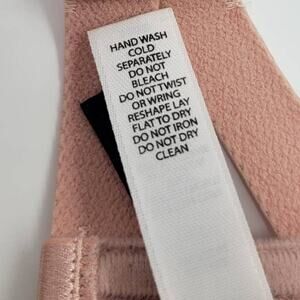 HAND WASH
COLD
SEPARATELY
DO NOT
BLEACH
DO NOT TWIST
OR WRING
RESHAPE LAY
FLAT TO DRY
DO NOT IRON
DO NOT DRY
CLEAN